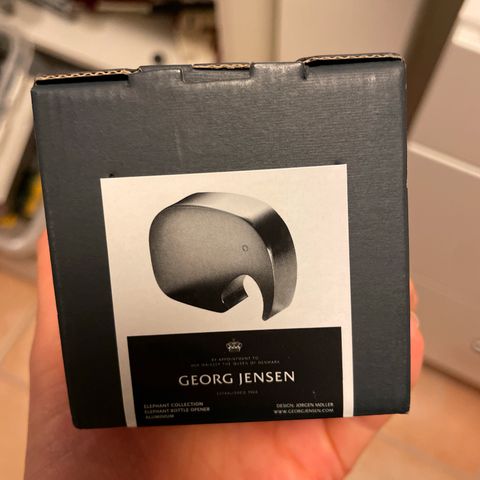 BY APPOINTMENT TO
HER MAJESTY THE QUEEN OF DENMARK
GEORG JENSEN
ESTABLISHED 1904
ELEPHANT COLLECTION
ELEPHANT BOTTLE OPENER
ALUMINIUM
DESIGN: JØRGEN MØLLER
WWW.GEORGJENSEN.COM